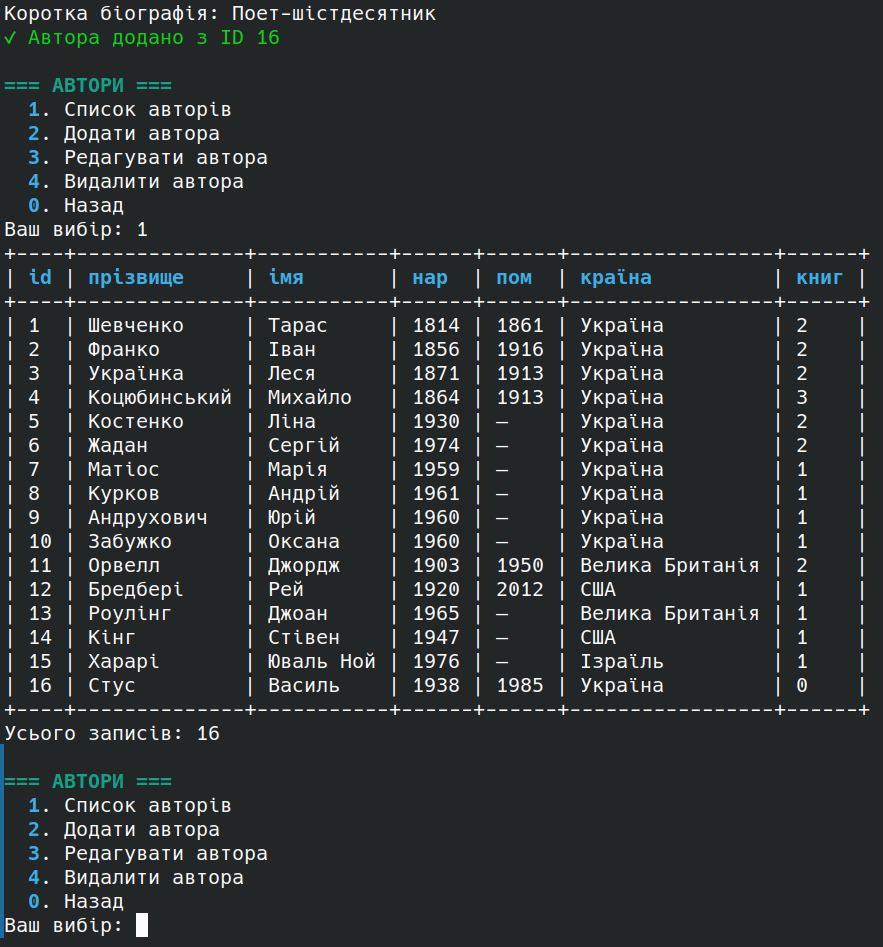 Коротка біографія: Поет-шістдесятник
✓ Автора додано з ID 16
=== АВТОРИ ===
1. Список авторів
2. Додати автора
3. Редагувати автора
4. Видалити автора
0. Назад
Ваш вибір: 1
+----+--------------+-----------+------+------+-----------------+------+
| id | прізвище     | імя       | нар  | пом  | країна          | книг |
+----+--------------+-----------+------+------+-----------------+------+
| 1  | Шевченко     | Тарас     | 1814 | 1861 | Україна         | 2    |
| 2  | Франко       | Іван      | 1856 | 1916 | Україна         | 2    |
| 3  | Українка     | Леся      | 1871 | 1913 | Україна         | 2    |
| 4  | Коцюбинський | Михайло   | 1864 | 1913 | Україна         | 3    |
| 5  | Костенко     | Ліна      | 1930 | —    | Україна         | 2    |
| 6  | Жадан        | Сергій    | 1974 | —    | Україна         | 2    |
| 7  | Матіос       | Марія     | 1959 | —    | Україна         | 1    |
| 8  | Курков       | Андрій    | 1961 | —    | Україна         | 1    |
| 9  | Андрухович   | Юрій      | 1960 | —    | Україна         | 1    |
| 10 | Забужко      | Оксана    | 1960 | —    | Україна         | 1    |
| 11 | Орвелл       | Джордж    | 1903 | 1950 | Велика Британія | 2    |
| 12 | Бредбері     | Рей       | 1920 | 2012 | США             | 1    |
| 13 | Роулінг      | Джоан     | 1965 | —    | Велика Британія | 1    |
| 14 | Кінг         | Стівен    | 1947 | —    | США             | 1    |
| 15 | Харарі       | Юваль Ной | 1976 | —    | Ізраїль         | 1    |
| 16 | Стус         | Василь    | 1938 | 1985 | Україна         | 0    |
+----+--------------+-----------+------+------+-----------------+------+
Усього записів: 16
=== АВТОРИ ===
1. Список авторів
2. Додати автора
3. Редагувати автора
4. Видалити автора
0. Назад
Ваш вибір: